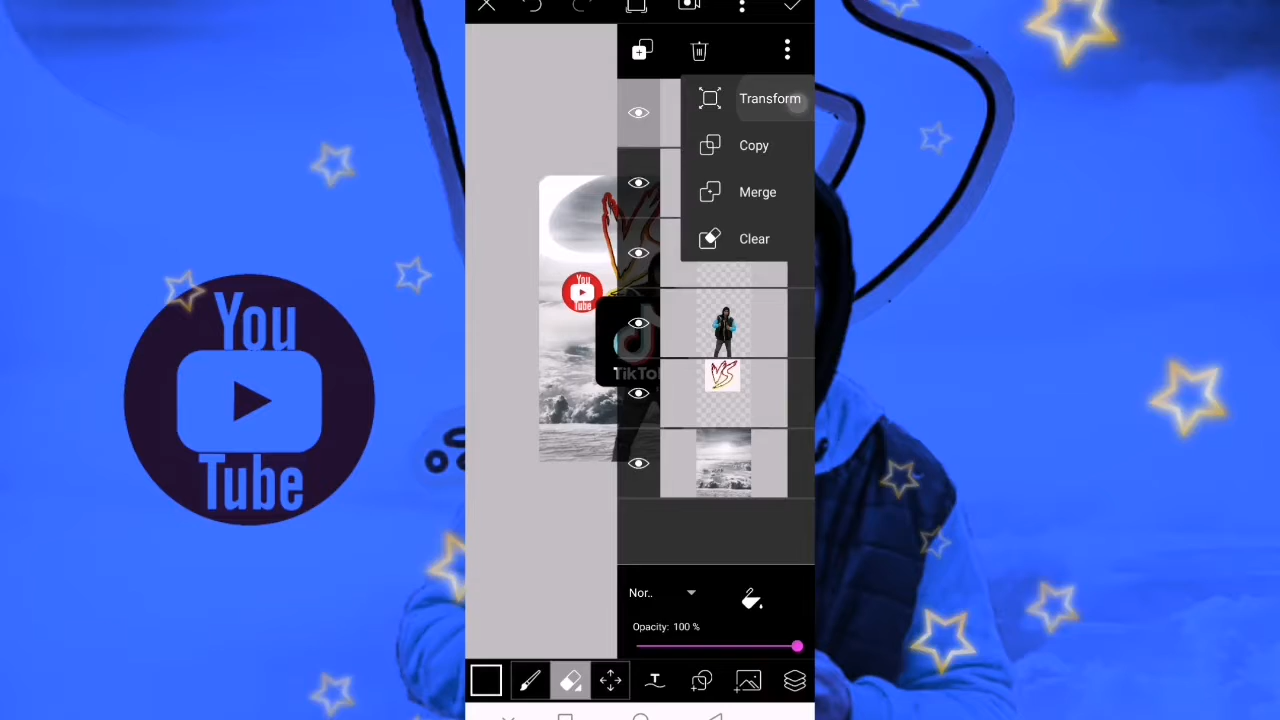 Transform
Copy
Merge
Clear
You
Tube
You
Tube
TikTok
Nor..
Opacity: 100 %
T